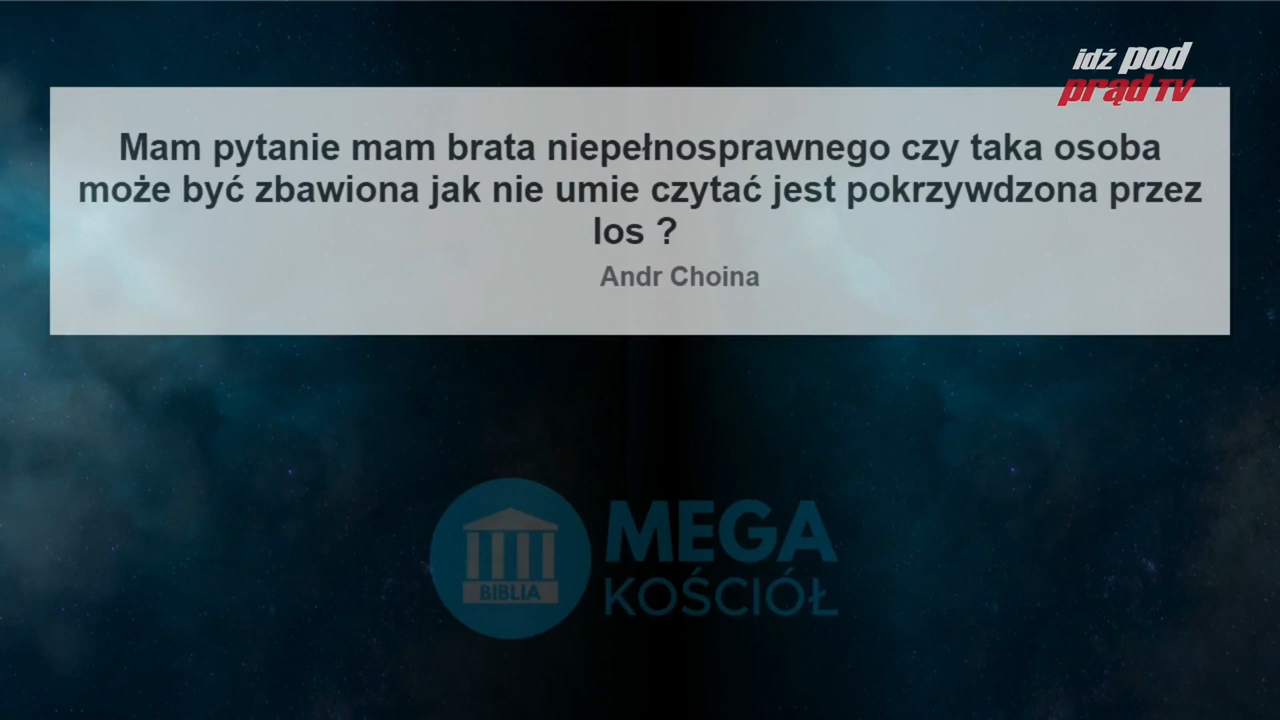 idź pod
prąd TV
Mam pytanie mam brata niepełnosprawnego czy taka osoba
może być zbawiona jak nie umie czytać jest pokrzywdzona przez
los ?
Andr Choina
MEGA
KOŚCIÓŁ
BIBLIA